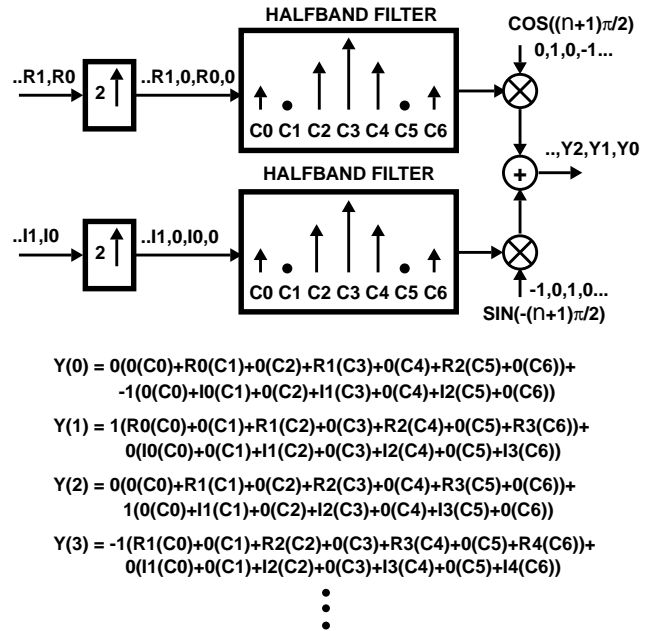 HALFBAND FILTER
COS((n+1)π/2)
0,1,0,-1...
..R1,R0
2
..R1,0,R0,0
C0 C1 C2 C3 C4 C5 C6
HALFBAND FILTER
+
..,Y2,Y1,Y0
..I1,I0
2
..I1,0,I0,0
C0 C1 C2 C3 C4 C5 C6
-1,0,1,0...
SIN(-(n+1)π/2)
Y(0) = 0(0(C0)+R0(C1)+0(C2)+R1(C3)+0(C4)+R2(C5)+0(C6))+
-1(0(C0)+I0(C1)+0(C2)+I1(C3)+0(C4)+I2(C5)+0(C6))
Y(1) = 1(R0(C0)+0(C1)+R1(C2)+0(C3)+R2(C4)+0(C5)+R3(C6))+
0(I0(C0)+0(C1)+I1(C2)+0(C3)+I2(C4)+0(C5)+I3(C6))
Y(2) = 0(0(C0)+R1(C1)+0(C2)+R2(C3)+0(C4)+R3(C5)+0(C6))+
1(0(C0)+I1(C1)+0(C2)+I2(C3)+0(C4)+I3(C5)+0(C6))
Y(3) = -1(R1(C0)+0(C1)+R2(C2)+0(C3)+R3(C4)+0(C5)+R4(C6))+
0(I1(C0)+0(C1)+I2(C2)+0(C3)+I3(C4)+0(C5)+I4(C6))